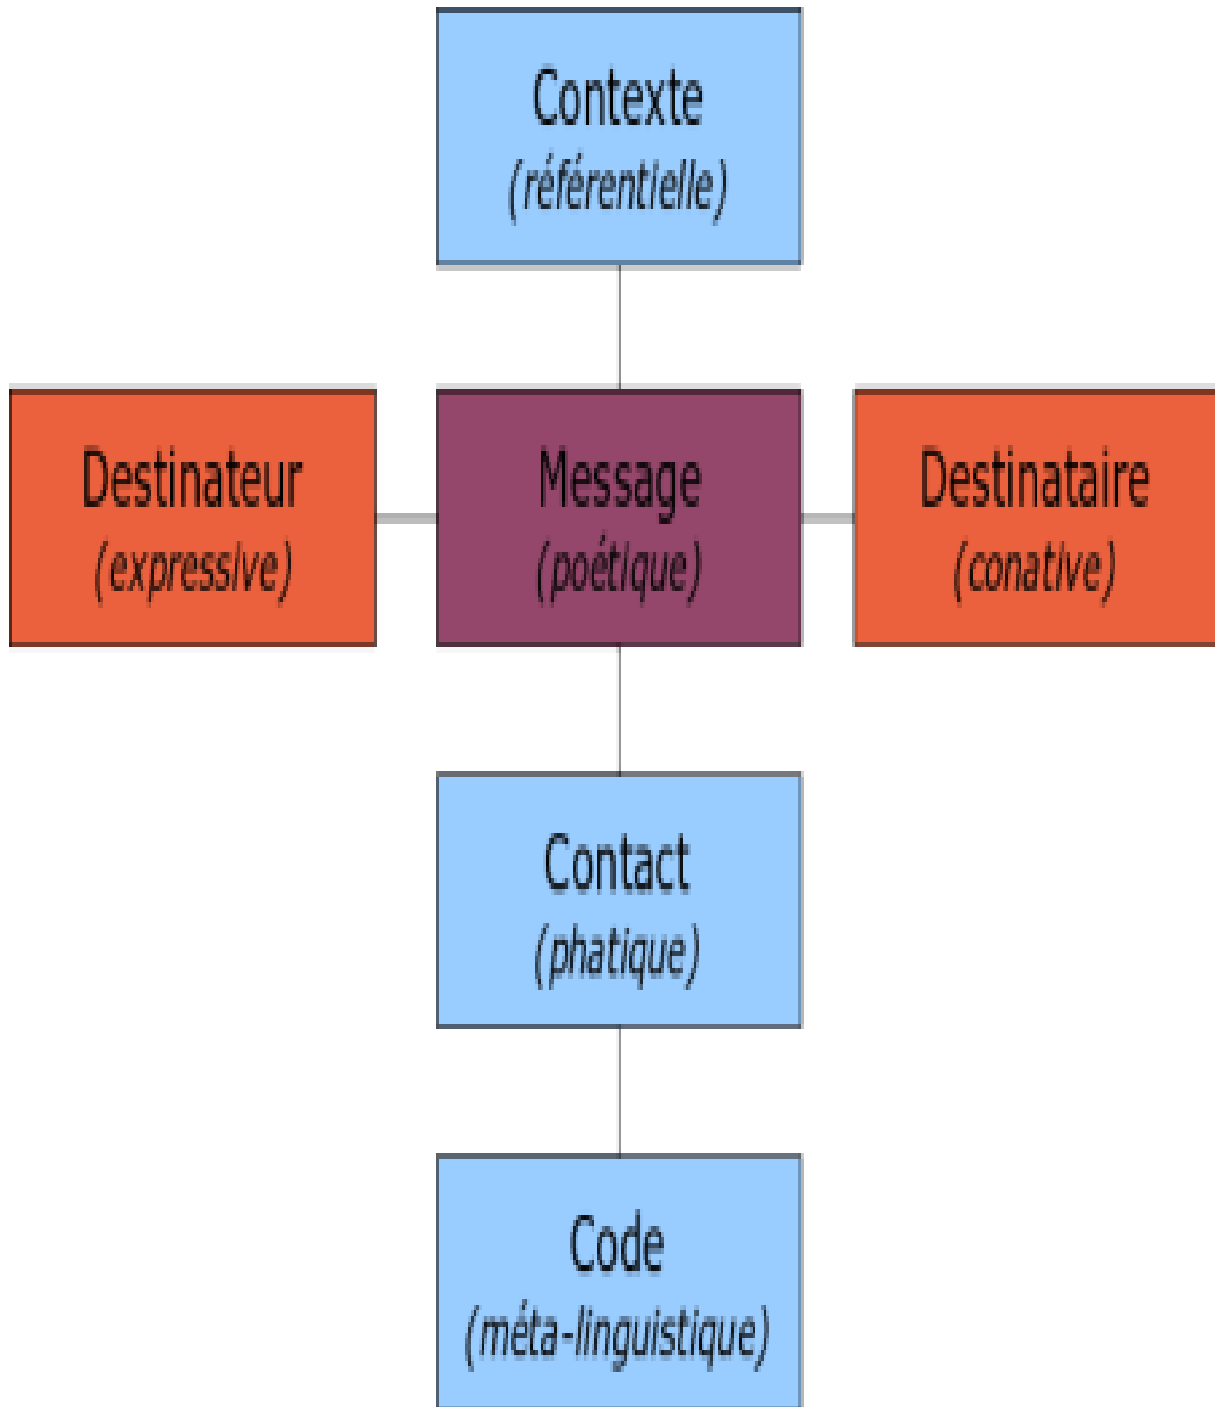 Contexte
(référentielle)
Destinateur
(expressive)
Message
(poétique)
Destinataire
(conative)
Contact
(phatique)
Code
(méta-linguistique)